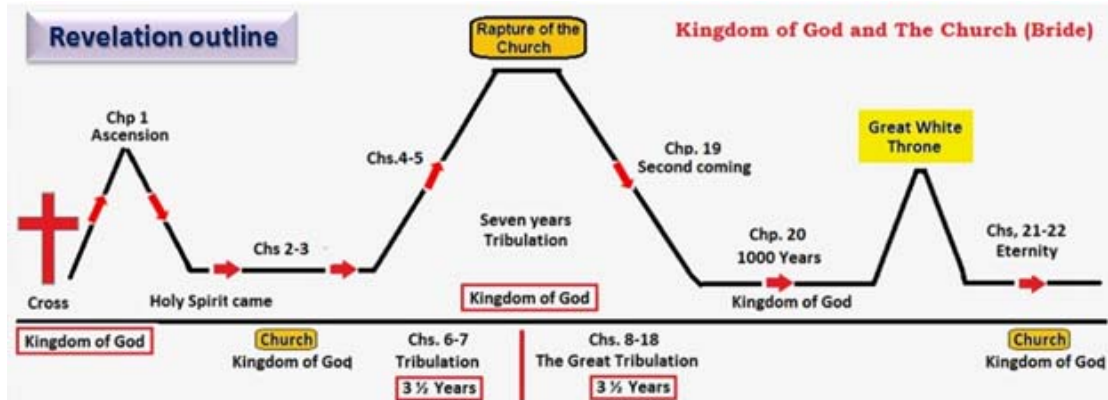 Revelation outline
Rapture of the
Church
Kingdom of God and The Church (Bride)
Chp 1
Ascension
Chs.4-5
Chp. 19
Second coming
Great White
Throne
Seven years
Tribulation
Chs 2-3
Chp. 20
1000 Years
Chs, 21-22
Eternity
Cross
Holy Spirit came
Kingdom of God
Kingdom of God
Kingdom of God
Church
Kingdom of God
Chs. 6-7
Tribulation
3 ½ Years
Chs. 8-18
The Great Tribulation
3 ½ Years
Church
Kingdom of God